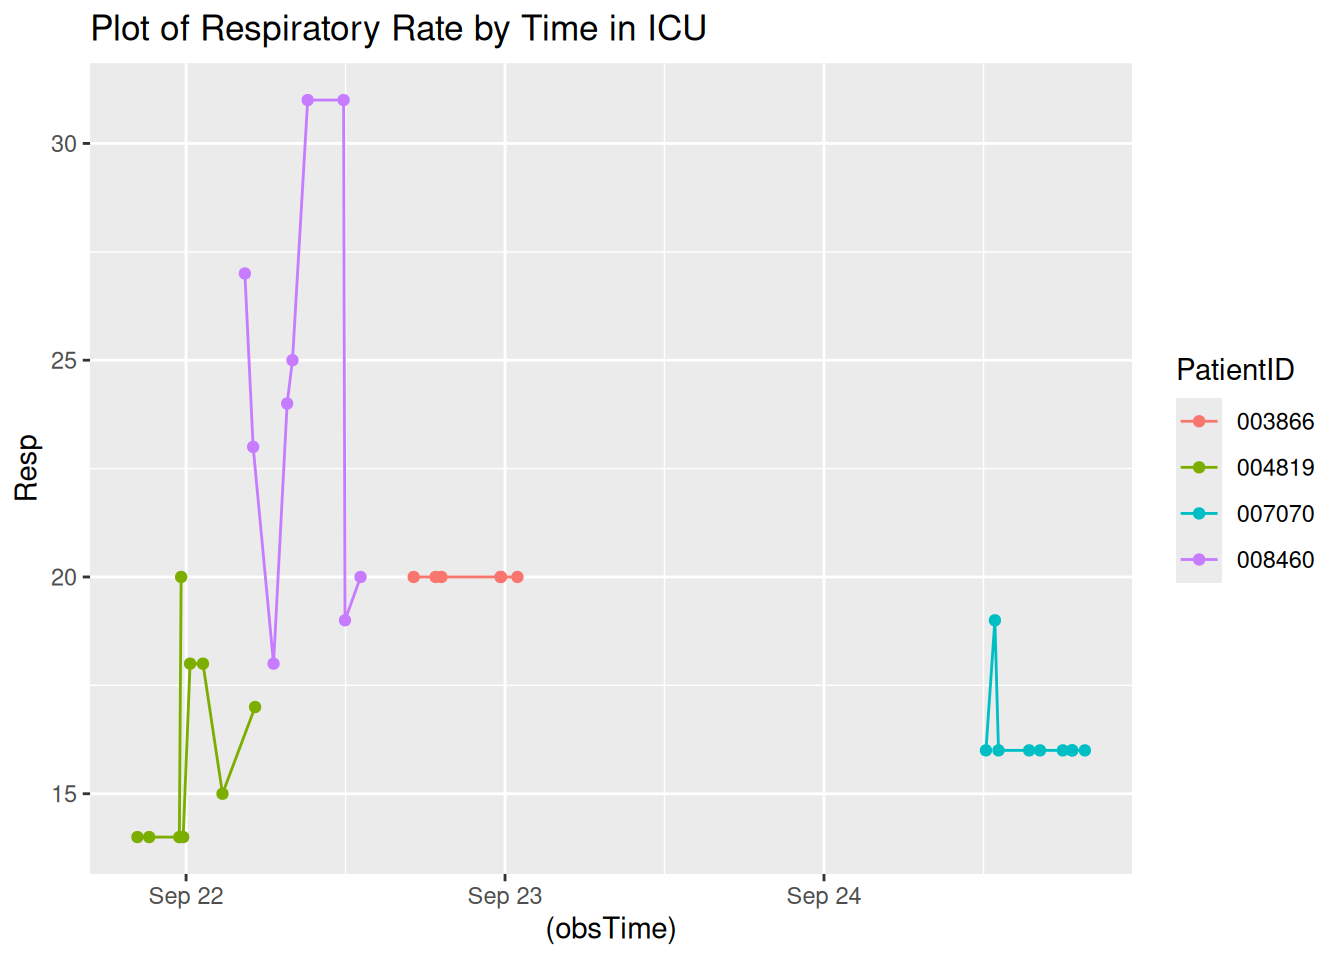 Plot of Respiratory Rate by Time in ICU
30
25
20
15
Resp
Sep 22
Sep 23
Sep 24
(obsTime)
PatientID
003866
004819
007070
008460